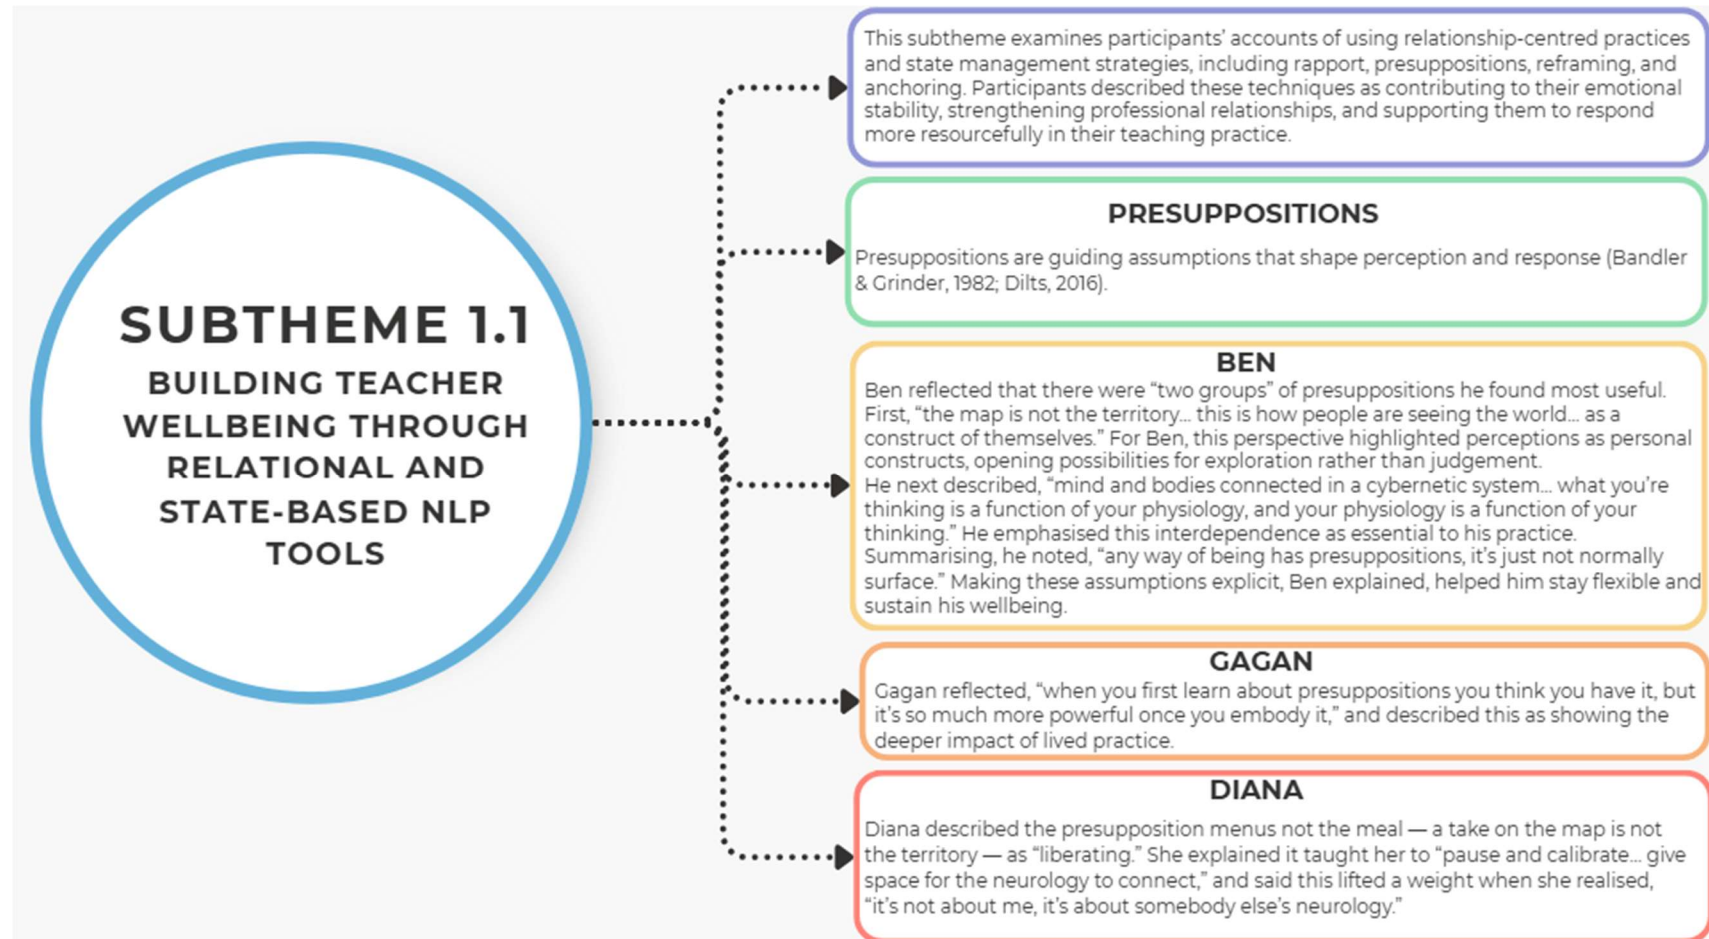 SUBTHEME 1.1
BUILDING TEACHER
WELLBEING THROUGH
RELATIONAL AND
STATE-BASED NLP
TOOLS
This subtheme examines participants’ accounts of using relationship-centred practices
and state management strategies, including rapport, presuppositions, reframing, and
anchoring. Participants described these techniques as contributing to their emotional
stability, strengthening professional relationships, and supporting them to respond
more resourcefully in their teaching practice.
PRESUPPOSITIONS
Presuppositions are guiding assumptions that shape perception and response (Bandler
& Grinder, 1982; Dilts, 2016).
BEN
Ben reflected that there were “two groups” of presuppositions he found most useful.
First, “the map is not the territory... this is how people are seeing the world... as a
construct of themselves.” For Ben, this perspective highlighted perceptions as personal
constructs, opening possibilities for exploration rather than judgement.
He next described, “mind and bodies connected in a cybernetic system... what you’re
thinking is a function of your physiology, and your physiology is a function of your
thinking.” He emphasised this interdependence as essential to his practice.
Summarising, he noted, “any way of being has presuppositions, it’s just not normally
surface.” Making these assumptions explicit, Ben explained, helped him stay flexible and
sustain his wellbeing.
GAGAN
Gagan reflected, “when you first learn about presuppositions you think you have it, but
it’s so much more powerful once you embody it,” and described this as showing the
deeper impact of lived practice.
DIANA
Diana described the presupposition menus not the meal — a take on the map is not
the territory — as “liberating.” She explained it taught her to “pause and calibrate... give
space for the neurology to connect,” and said this lifted a weight when she realised,
“it’s not about me, it’s about somebody else’s neurology.”